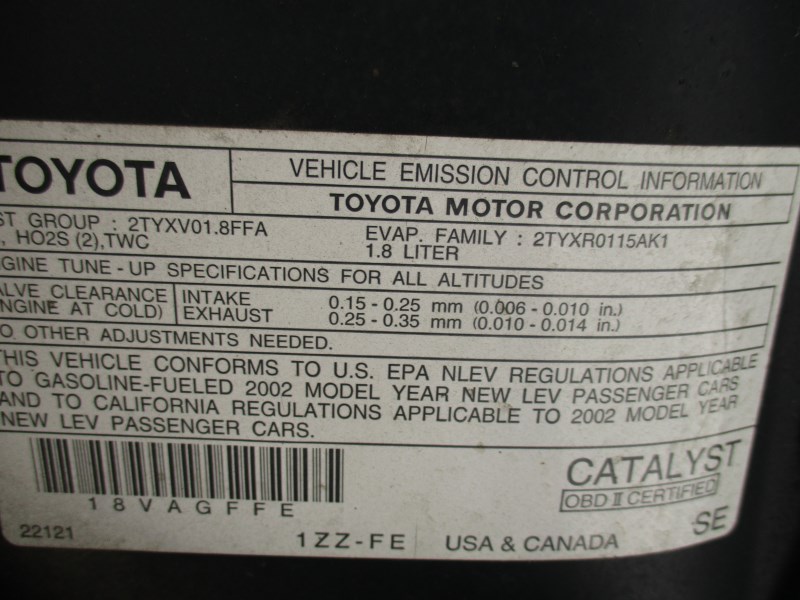 TOYOTA
VEHICLE EMISSION CONTROL INFORMATION
TOYOTA MOTOR CORPORATION
ST GROUP : 2TYXV01.8FFA
EVAP. FAMILY : 2TYXR0115AK1
, HO2S (2),TWC
1.8 LITER
GINE TUNE-UP SPECIFICATIONS FOR ALL ALTITUDES
ALVE CLEARANCE
NGINE AT COLD)
INTAKE 0.15 - 0.25 mm (0.006 - 0.010 in.)
EXHAUST 0.25 - 0.35 mm (0.010 - 0.014 in.)
O OTHER ADJUSTMENTS NEEDED.
THIS VEHICLE CONFORMS TO U.S. EPA NLEV REGULATIONS APPLICABLE
TO GASOLINE-FUELED 2002 MODEL YEAR NEW LEV PASSENGER CARS
AND TO CALIFORNIA REGULATIONS APPLICABLE TO 2002 MODEL YEAR
NEW LEV PASSENGER CARS.
18VAGFFE
CATALYST
OBD II CERTIFIED
22121
1ZZ-FE
USA & CANADA
SE